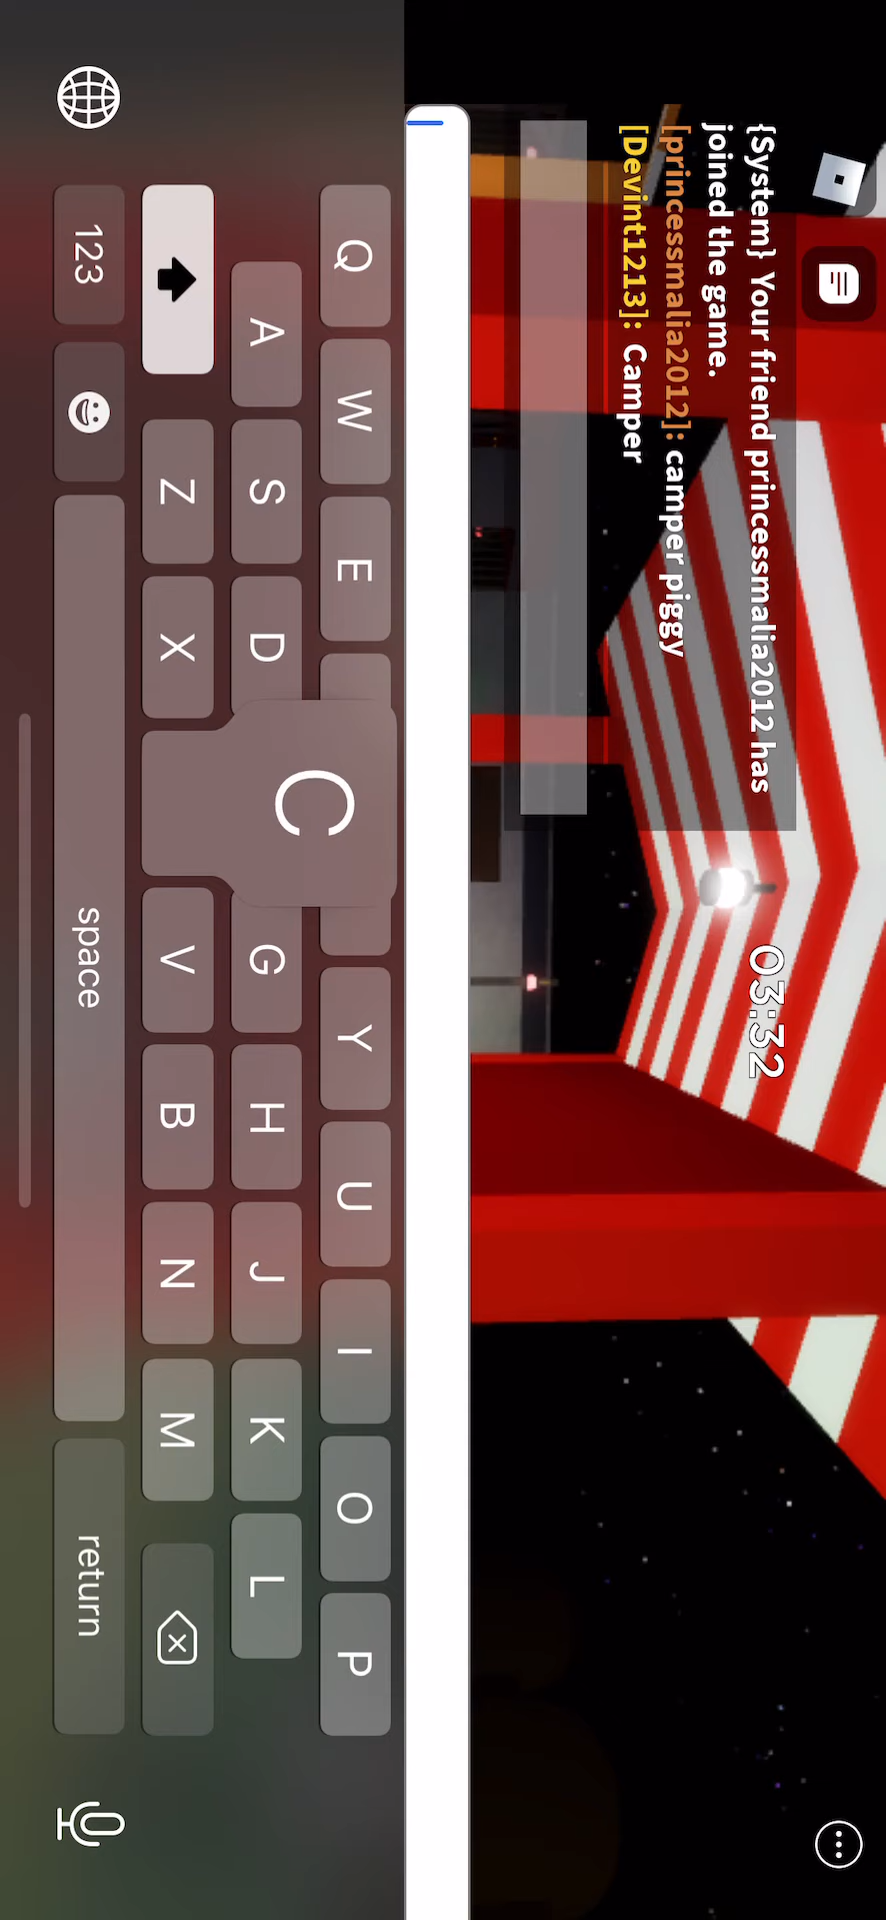 {System} Your friend princessmalia2012 has
joined the game.
[princessmalia2012]: camper piggy
[Devint1213]: Camper
03:32
Q W E Y U I O P
A S D G H J K L
Z X C V B N M
123 space return